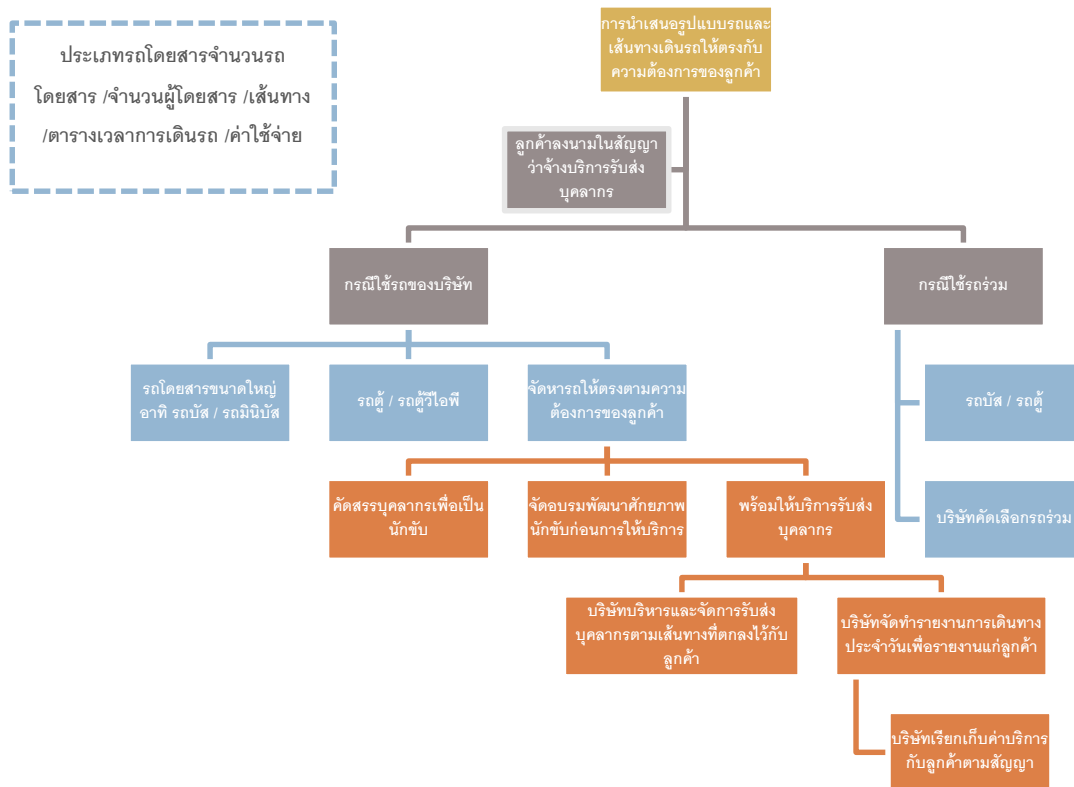 การนำเสนอรูปแบบรถและ
เส้นทางเดินรถให้ตรงกับ
ความต้องการของลูกค้า
ประเภทรถโดยสารจำนวนรถ
โดยสาร /จำนวนผู้โดยสาร /เส้นทาง
/ตารางเวลาการเดินรถ /ค่าใช้จ่าย
ลูกค้าลงนามในสัญญา
ว่าจ้างบริการรับส่ง
บุคลากร
กรณีใช้รถของบริษัท
กรณีใช้รถร่วม
รถโดยสารขนาดใหญ่
อาทิ รถบัส / รถมินิบัส
รถตู้ / รถตู้วีไอพี
จัดหารถให้ตรงตามความ
ต้องการของลูกค้า
รถบัส / รถตู้
คัดสรรบุคลากรเพื่อเป็น
นักขับ
จัดอบรมพัฒนาศักยภาพ
นักขับก่อนการให้บริการ
พร้อมให้บริการรับส่ง
บุคลากร
บริษัทคัดเลือกรถร่วม
บริษัทบริหารและจัดการรับส่ง
บุคลากรตามเส้นทางที่ตกลงไว้กับ
ลูกค้า
บริษัทจัดทำรายงานการเดินทาง
ประจำวันเพื่อรายงานแก่ลูกค้า
บริษัทเรียกเก็บค่าบริการ
กับลูกค้าตามสัญญา